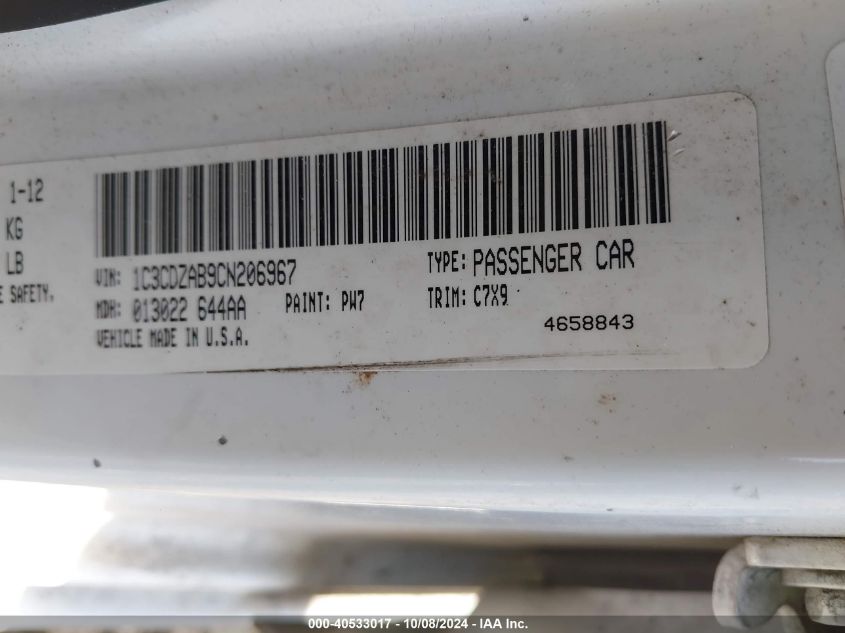 1-12
KG
LB
E SAFETY.
VIN: 1C3CDZAB9CN206967
TYPE: PASSENGER CAR
MDH: 013022 644AA
PAINT: PW7
TRIM: C7X9
VEHICLE MADE IN U.S.A.
4658843
000-40533017 - 10/08/2024 - IAA Inc.